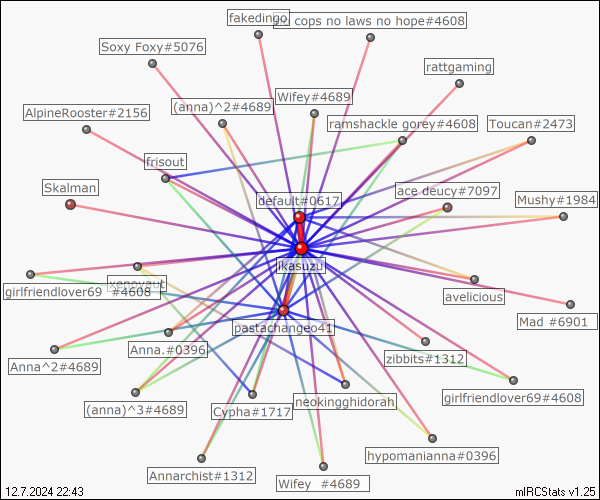 fakedingo
no cops no laws no hope#4608
Soxy Foxy#5076
rattgaming
Wifey#4689
(anna)^2#4689
AlpineRooster#2156
ramshackle gorey#4608
Toucan#2473
frisout
Skalman
ace deucy#7097
default#0617
Mushy#1984
ikasuzu
girlfriendlover69 #4608
avelicious
Mad #6901
pastachangeo41
Anna.#0396
zibbits#1312
Anna^2#4689
girlfriendlover69#4608
(anna)^3#4689
Cypha#1717
neokingghidorah
hypomanianna#0396
Annarchist#1312
Wifey #4689
12.7.2024 22:43
mIRCStats v1.25